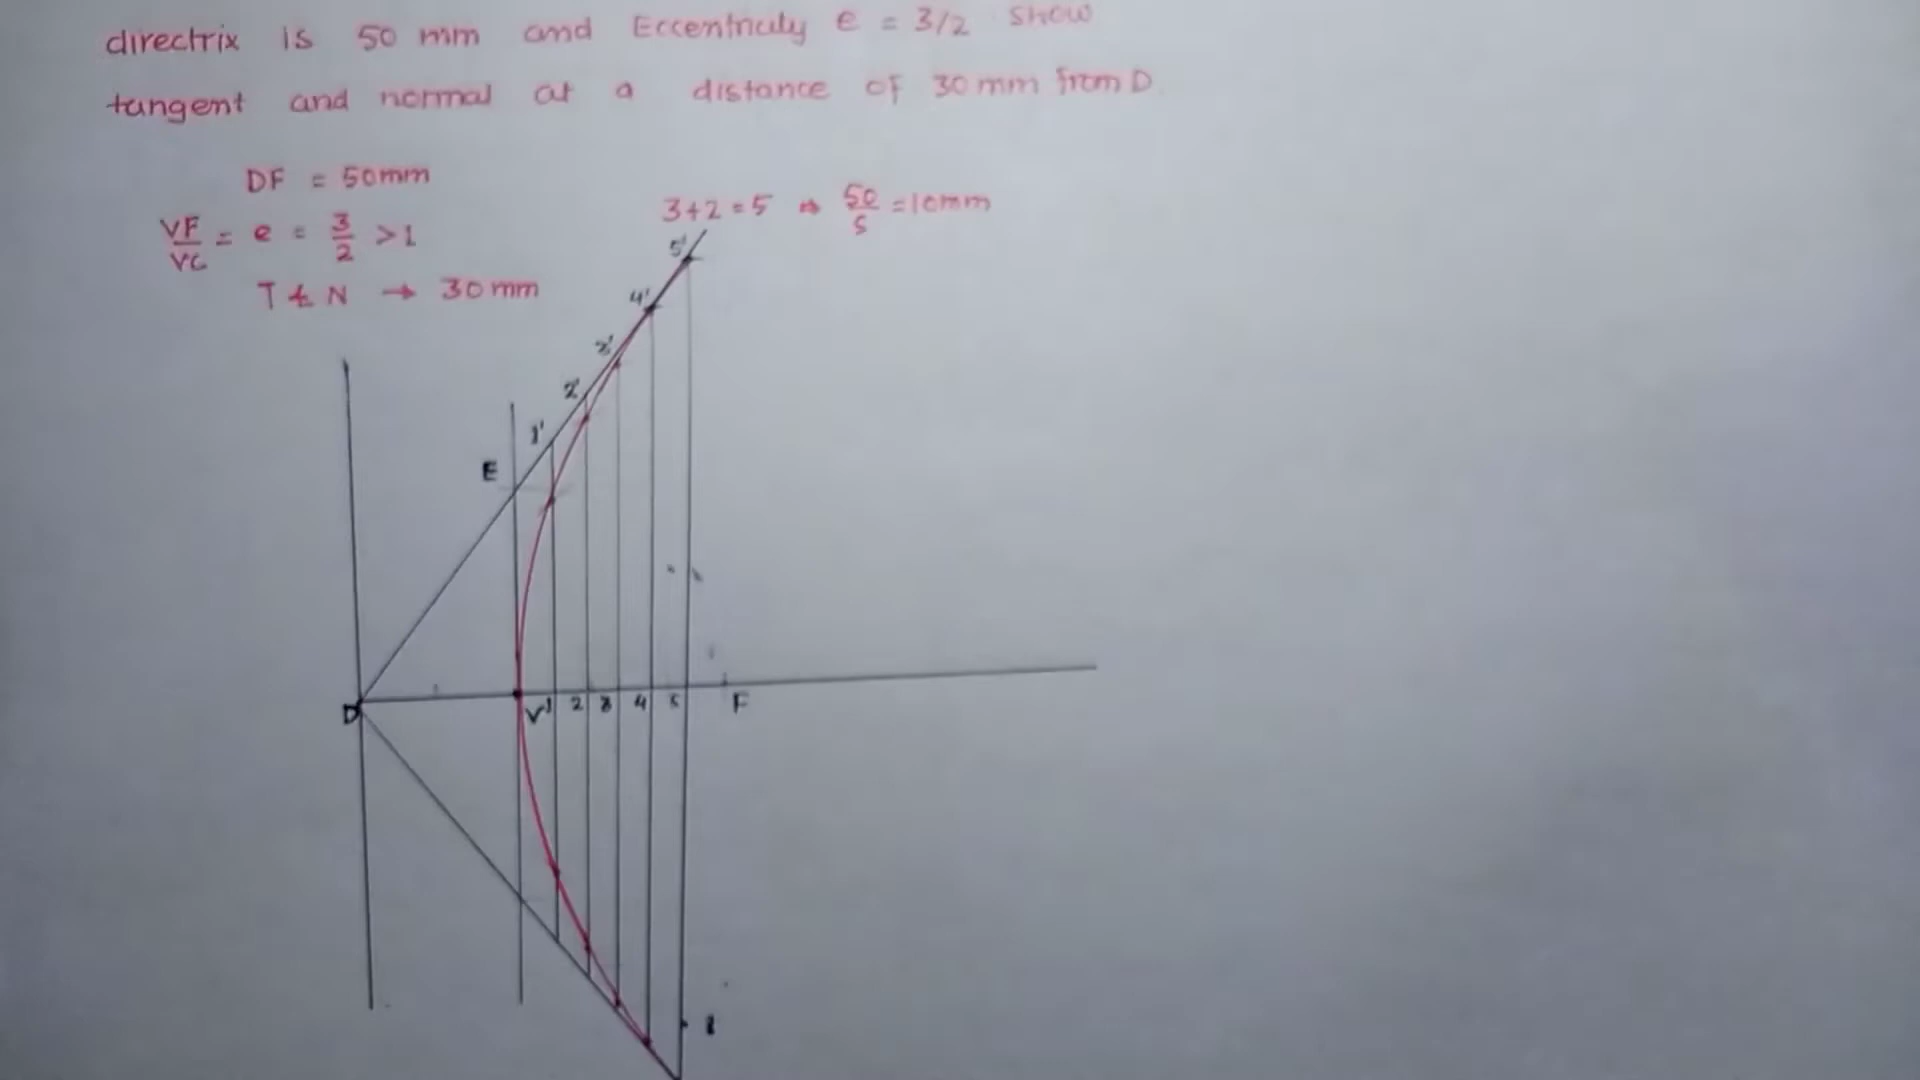 directrix is 50 mm and Eccentricity e = 3/2 show
tangent and normal at a distance of 30 mm from D.
DF = 50mm
VF/VC = e = 3/2 >1
T & N → 30 mm
3+2=5 ⇒ 50/5 =10mm
5'
4'
3'
2'
1'
E
D V 1 2 3 4 5 F